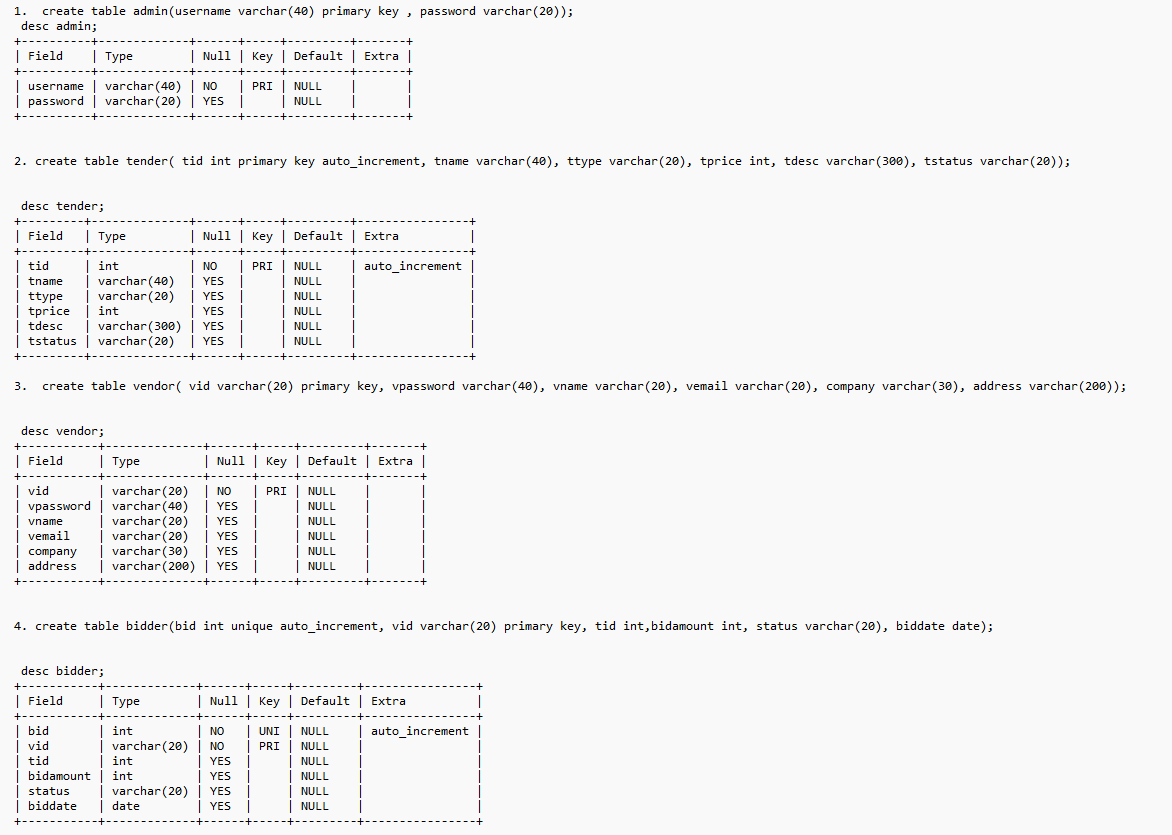 1.  create table admin(username varchar(40) primary key , password varchar(20));
 desc admin;
+----------+-------------+------+-----+---------+-------+
| Field    | Type        | Null | Key | Default | Extra |
+----------+-------------+------+-----+---------+-------+
| username | varchar(40) | NO   | PRI | NULL    |       |
| password | varchar(20) | YES  |     | NULL    |       |
+----------+-------------+------+-----+---------+-------+
2. create table tender( tid int primary key auto_increment, tname varchar(40), ttype varchar(20), tprice int, tdesc varchar(300), tstatus varchar(20));
 desc tender;
+---------+--------------+------+-----+---------+----------------+
| Field   | Type         | Null | Key | Default | Extra          |
+---------+--------------+------+-----+---------+----------------+
| tid     | int          | NO   | PRI | NULL    | auto_increment |
| tname   | varchar(40)  | YES  |     | NULL    |                |
| ttype   | varchar(20)  | YES  |     | NULL    |                |
| tprice  | int          | YES  |     | NULL    |                |
| tdesc   | varchar(300) | YES  |     | NULL    |                |
| tstatus | varchar(20)  | YES  |     | NULL    |                |
+---------+--------------+------+-----+---------+----------------+
3.  create table vendor( vid varchar(20) primary key, vpassword varchar(40), vname varchar(20), vemail varchar(20), company varchar(30), address varchar(200));
 desc vendor;
+-----------+--------------+------+-----+---------+-------+
| Field     | Type         | Null | Key | Default | Extra |
+-----------+--------------+------+-----+---------+-------+
| vid       | varchar(20)  | NO   | PRI | NULL    |       |
| vpassword | varchar(40)  | YES  |     | NULL    |       |
| vname     | varchar(20)  | YES  |     | NULL    |       |
| vemail    | varchar(20)  | YES  |     | NULL    |       |
| company   | varchar(30)  | YES  |     | NULL    |       |
| address   | varchar(200) | YES  |     | NULL    |       |
+-----------+--------------+------+-----+---------+-------+
4. create table bidder(bid int unique auto_increment, vid varchar(20) primary key, tid int,bidamount int, status varchar(20), biddate date);
 desc bidder;
+-----------+-------------+------+-----+---------+----------------+
| Field     | Type        | Null | Key | Default | Extra          |
+-----------+-------------+------+-----+---------+----------------+
| bid       | int         | NO   | UNI | NULL    | auto_increment |
| vid       | varchar(20) | NO   | PRI | NULL    |                |
| tid       | int         | YES  |     | NULL    |                |
| bidamount | int         | YES  |     | NULL    |                |
| status    | varchar(20) | YES  |     | NULL    |                |
| biddate   | date        | YES  |     | NULL    |                |
+-----------+-------------+------+-----+---------+----------------+